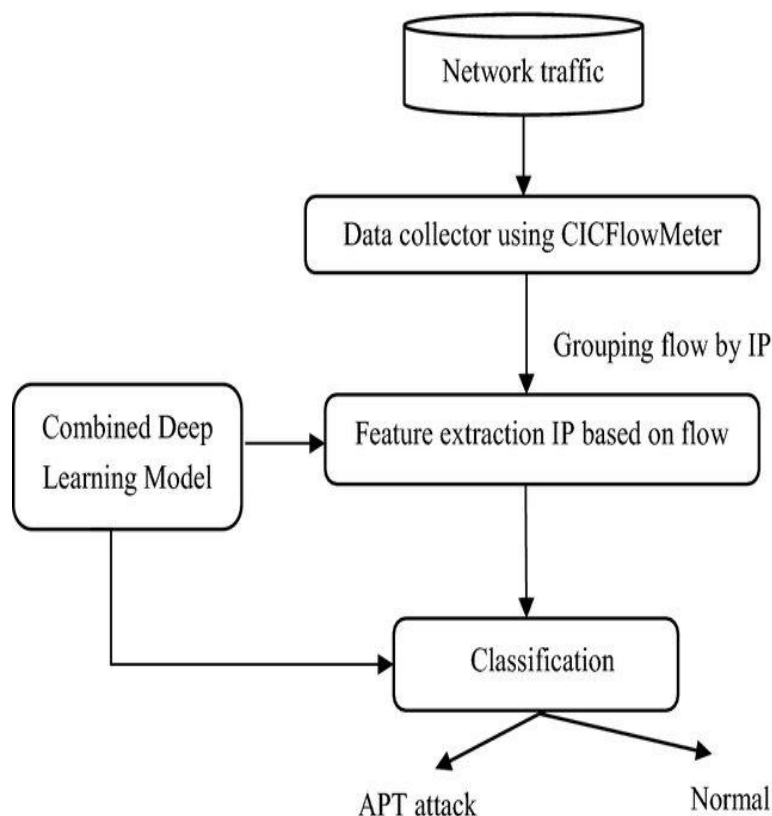 Network traffic
Data collector using CICFlowMeter
Grouping flow by IP
Combined Deep
Learning Model
Feature extraction IP based on flow
Classification
APT attack
Normal